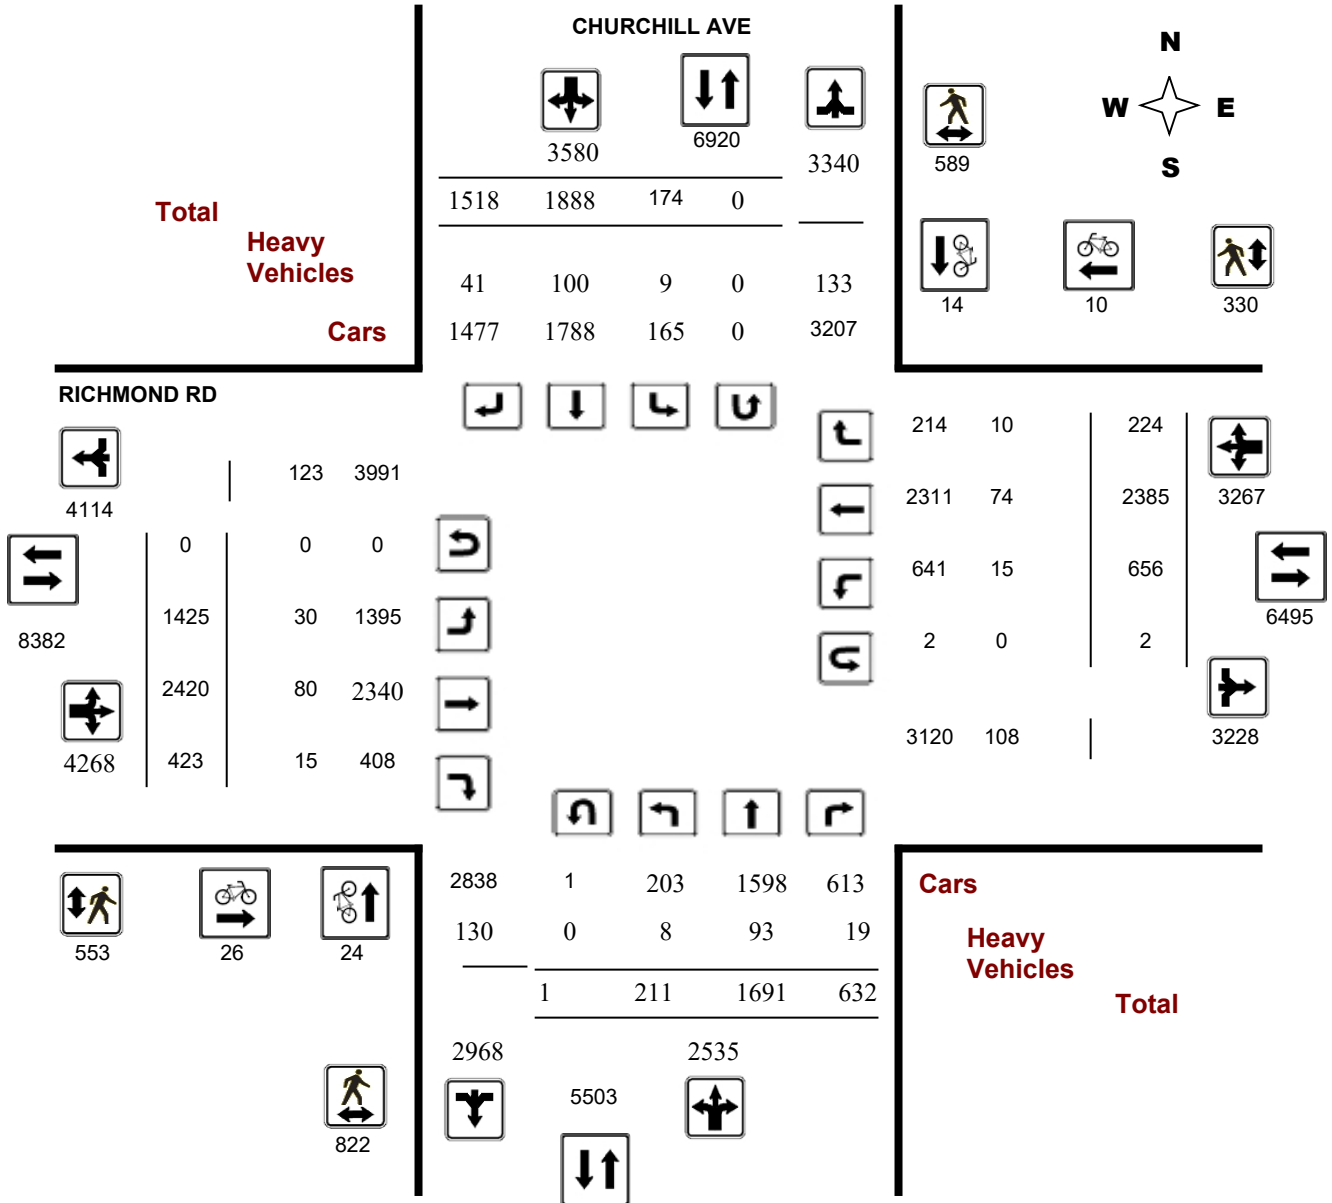 CHURCHILL AVE
N
W E
S
3580 6920 3340 589
1518 1888 174 0
Total
Heavy
Vehicles
41 100 9 0 133
14 10 330
Cars
1477 1788 165 0 3207
RICHMOND RD
214 10 224
123 3991
4114
2311 74 2385 3267
0 0 0
641 15 656
1425 30 1395
6495
8382
2 0 2
2420 80 2340
3120 108 3228
4268 423 15 408
2838 1 203 1598 613
Cars
130 0 8 93 19
Heavy
Vehicles
553 26 24
1 211 1691 632
Total
2968 2535
5503
822